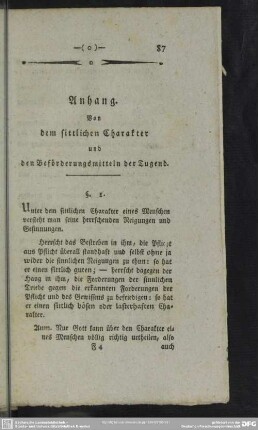 —(o)— 87
Anhang.
Von
dem sittlichen Charakter
und
den Beförderungsmitteln der Tugend.
§. 1.
Unter dem sittlichen Charakter eines Menschen
versteht man seine herrschenden Neigungen und
Gesinnungen.
Herrscht das Bestreben in ihm, die Pflicht
aus Pflicht überall standhaft und selbst ohne ja
wider die sinnlichen Neigungen zu thun: so hat
er einen sittlich guten; — herrscht dagegen der
Hang in ihm, die Forderungen der sinnlichen
Triebe gegen die erkannten Forderungen der
Pflicht und des Gewissens zu befriedigen: so hat
er einen sittlich bösen oder lasterhaften Cha-
rakter.
Anm. Nur Gott kann über den Charakter ei-
nes Menschen völlig richtig urtheilen, also
F 4 auch